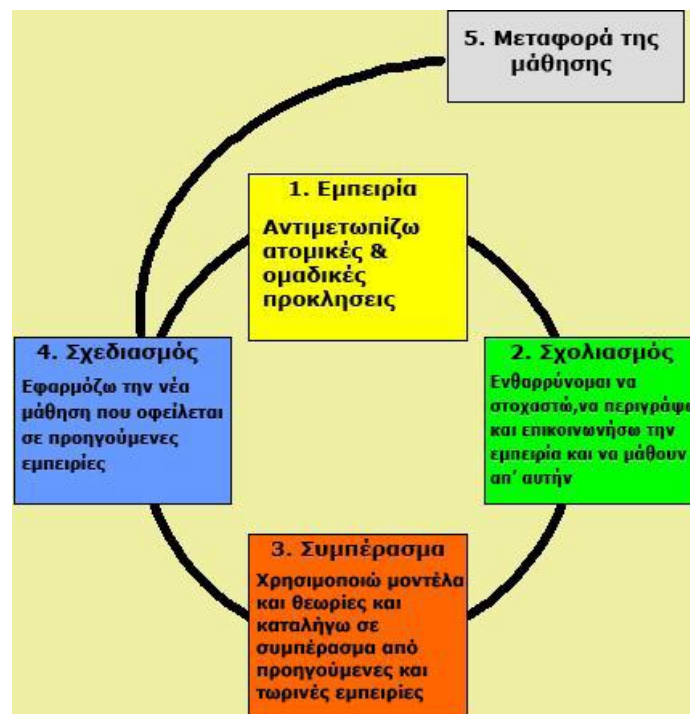 5. Μεταφορά της
μάθησης
1. Εμπειρία
Αντιμετωπίζω
ατομικές &
ομαδικές
προκλησεις
2. Σχολιασμός
Ενθαρρύνομαι να
στοχαστώ,να περιγράψω
και επικοινωνήσω την
εμπειρία και να μάθουν
απ' αυτήν
3. Συμπέρασμα
Χρησιμοποιώ μοντέλα
και θεωρίες και
καταλήγω σε
συμπέρασμα από
προηγούμενες και
τωρινές εμπειρίες
4. Σχεδιασμός
Εφαρμόζω την νέα
μάθηση που οφείλεται
σε προηγούμενες
εμπειρίες